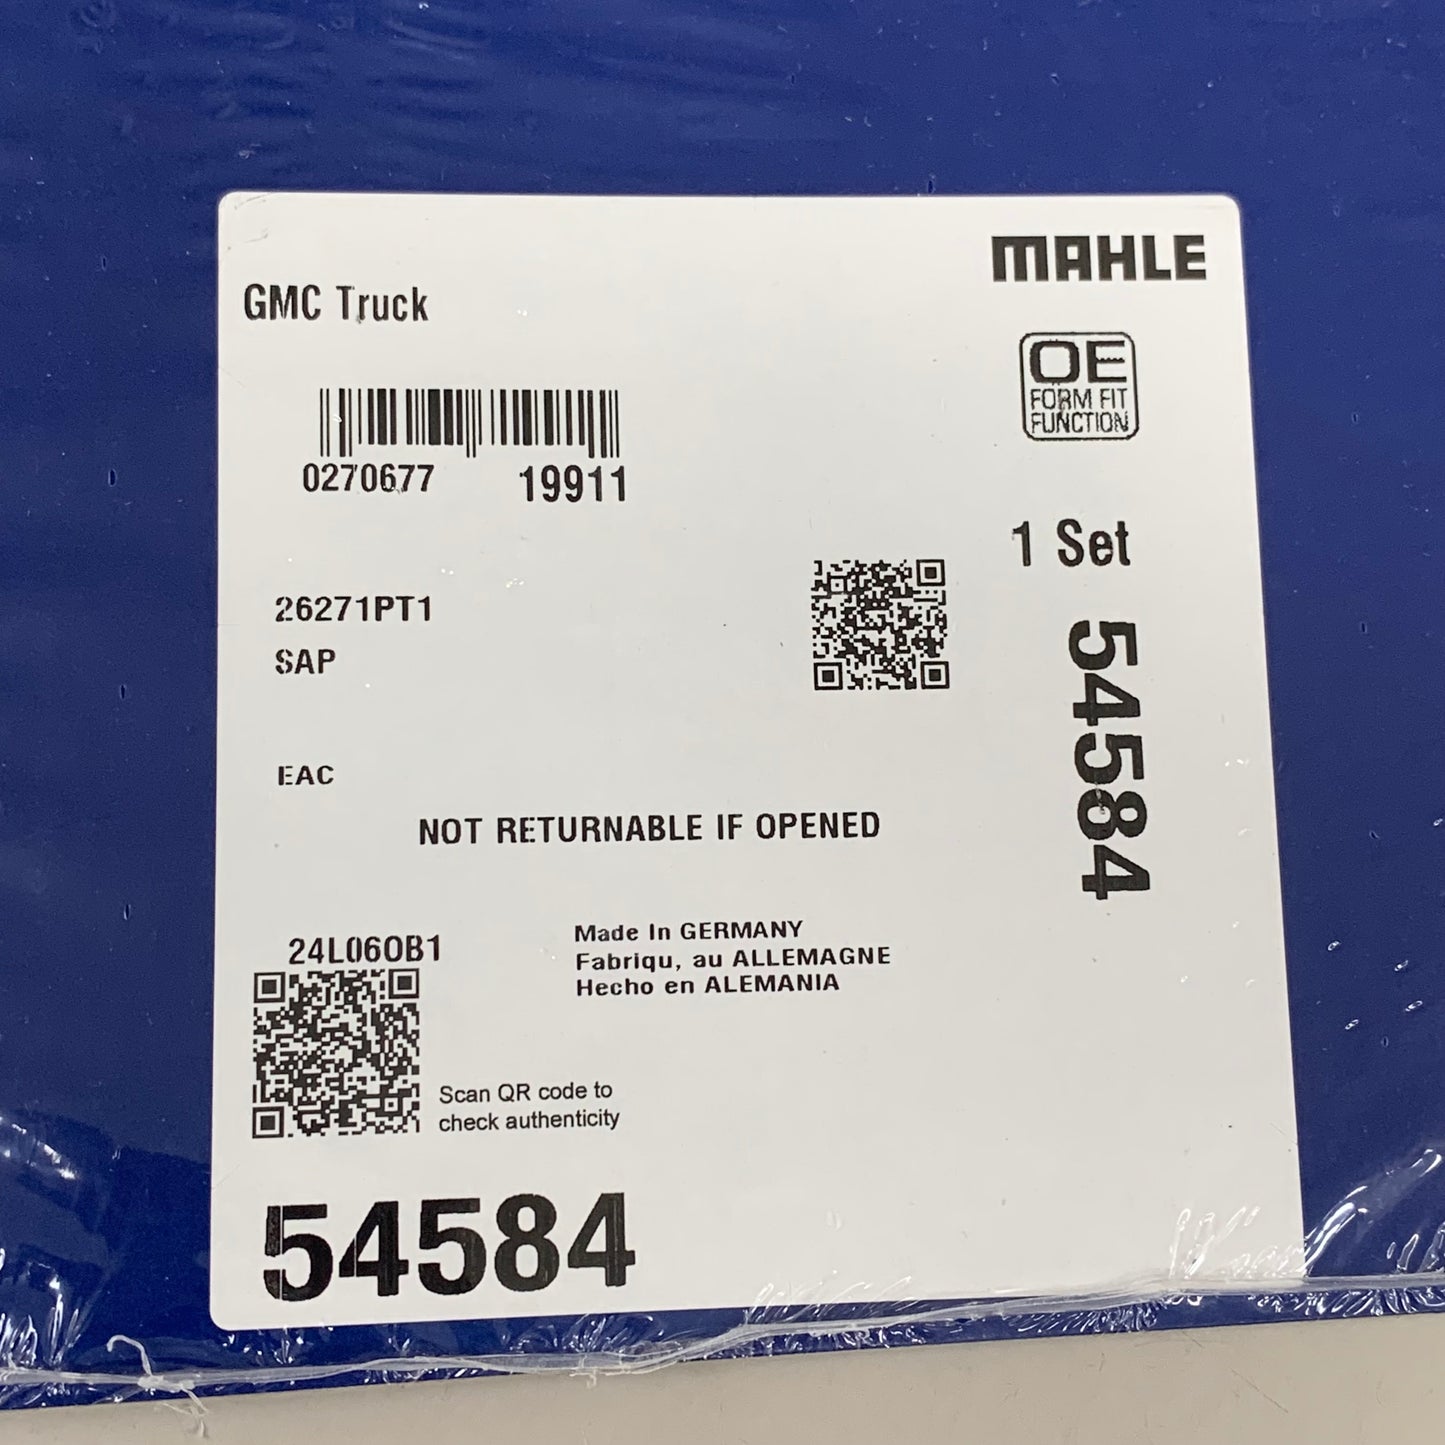 MAHLE
GMC Truck
OE
FORM FIT
FUNCTION
0270677 19911
1 Set
26271PT1
SAP
54584
EAC
NOT RETURNABLE IF OPENED
24L06OB1
Made In GERMANY
Fabriqu, au ALLEMAGNE
Hecho en ALEMANIA
Scan QR code to
check authenticity
54584